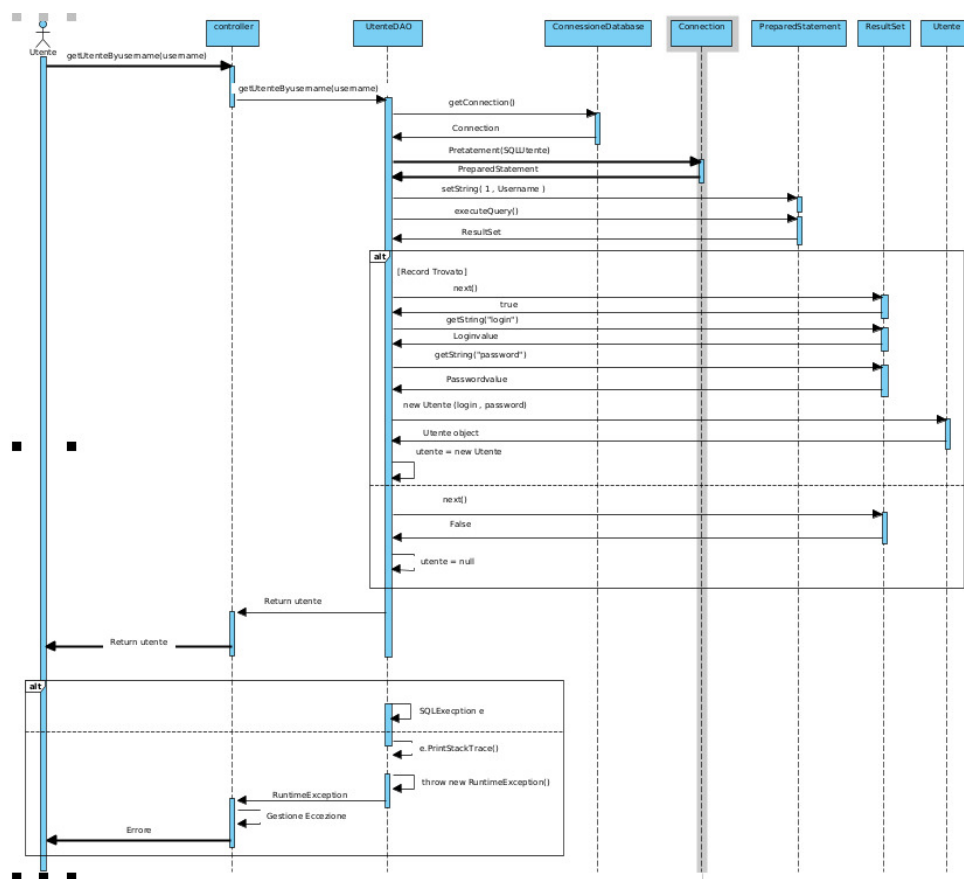 controller
UtenteDAO
ConnessioneDatabase
Connection
PreparedStatement
ResultSet
Utente
Utente
getUtenteByusername(username)
getUtenteByusername(username)
getConnection()
Connection
Pretatement(SQLUtente)
PreparedStatement
setString( 1 , Username )
executeQuery()
ResultSet
alt
[Record Trovato]
next()
true
getString("login")
Loginvalue
getString("password")
Passwordvalue
new Utente (login , password)
Utente object
utente = new Utente
next()
False
utente = null
Return utente
Return utente
alt
SQLExecption e
e.PrintStackTrace()
throw new RuntimeException()
RuntimeException
Gestione Eccezione
Errore